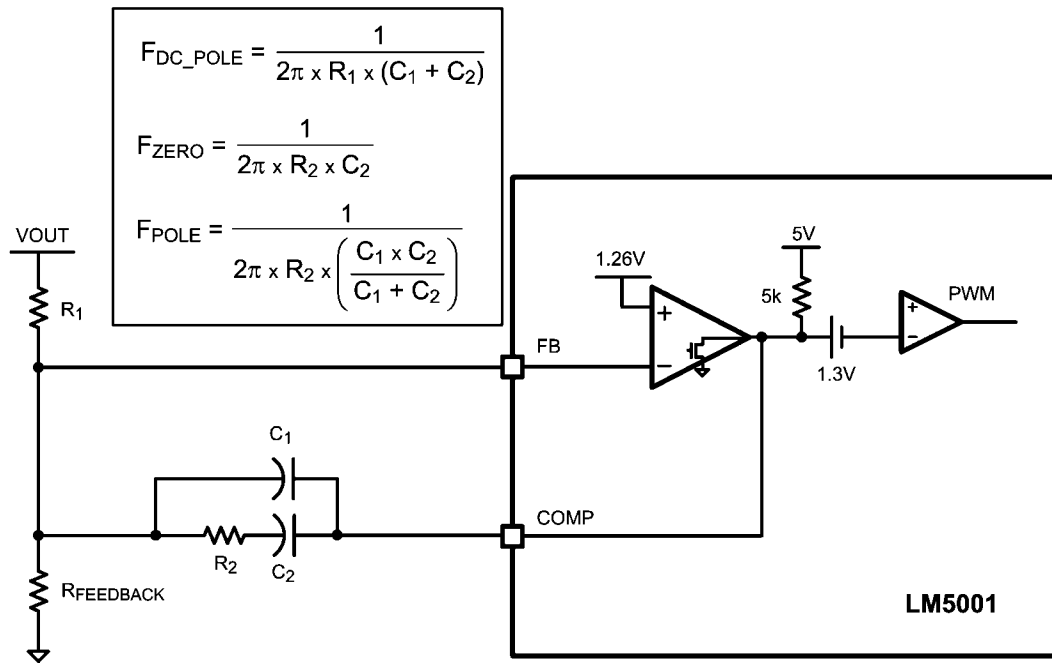 F_DC_POLE = 1 / (2π x R1 x (C1 + C2))
F_ZERO = 1 / (2π x R2 x C2)
F_POLE = 1 / (2π x R2 x ((C1 x C2) / (C1 + C2)))
VOUT
R1
1.26V
5V
5k
PWM
+
−
+
−
1.3V
FB
C1
R2
C2
COMP
RFEEDBACK
LM5001